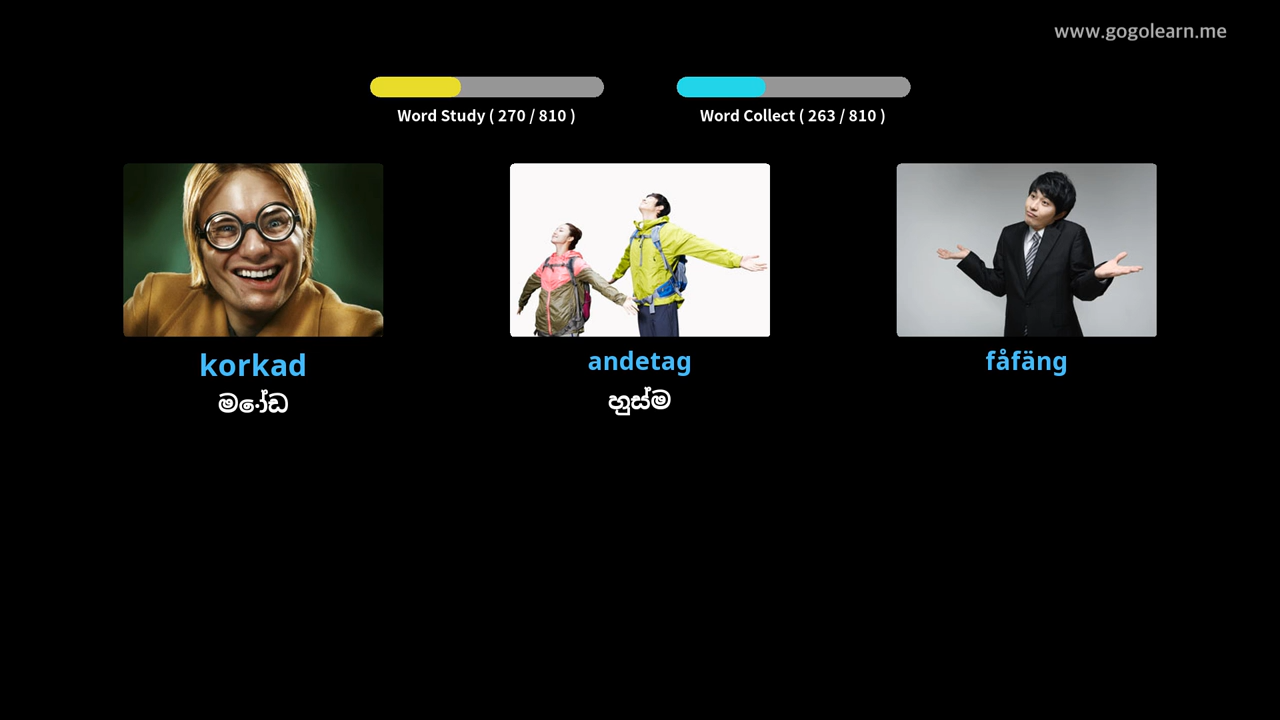 www.gogolearn.me
Word Study ( 270 / 810 )
Word Collect ( 263 / 810 )
korkad
andetag
fåfäng
මෝඩ
හුස්ම